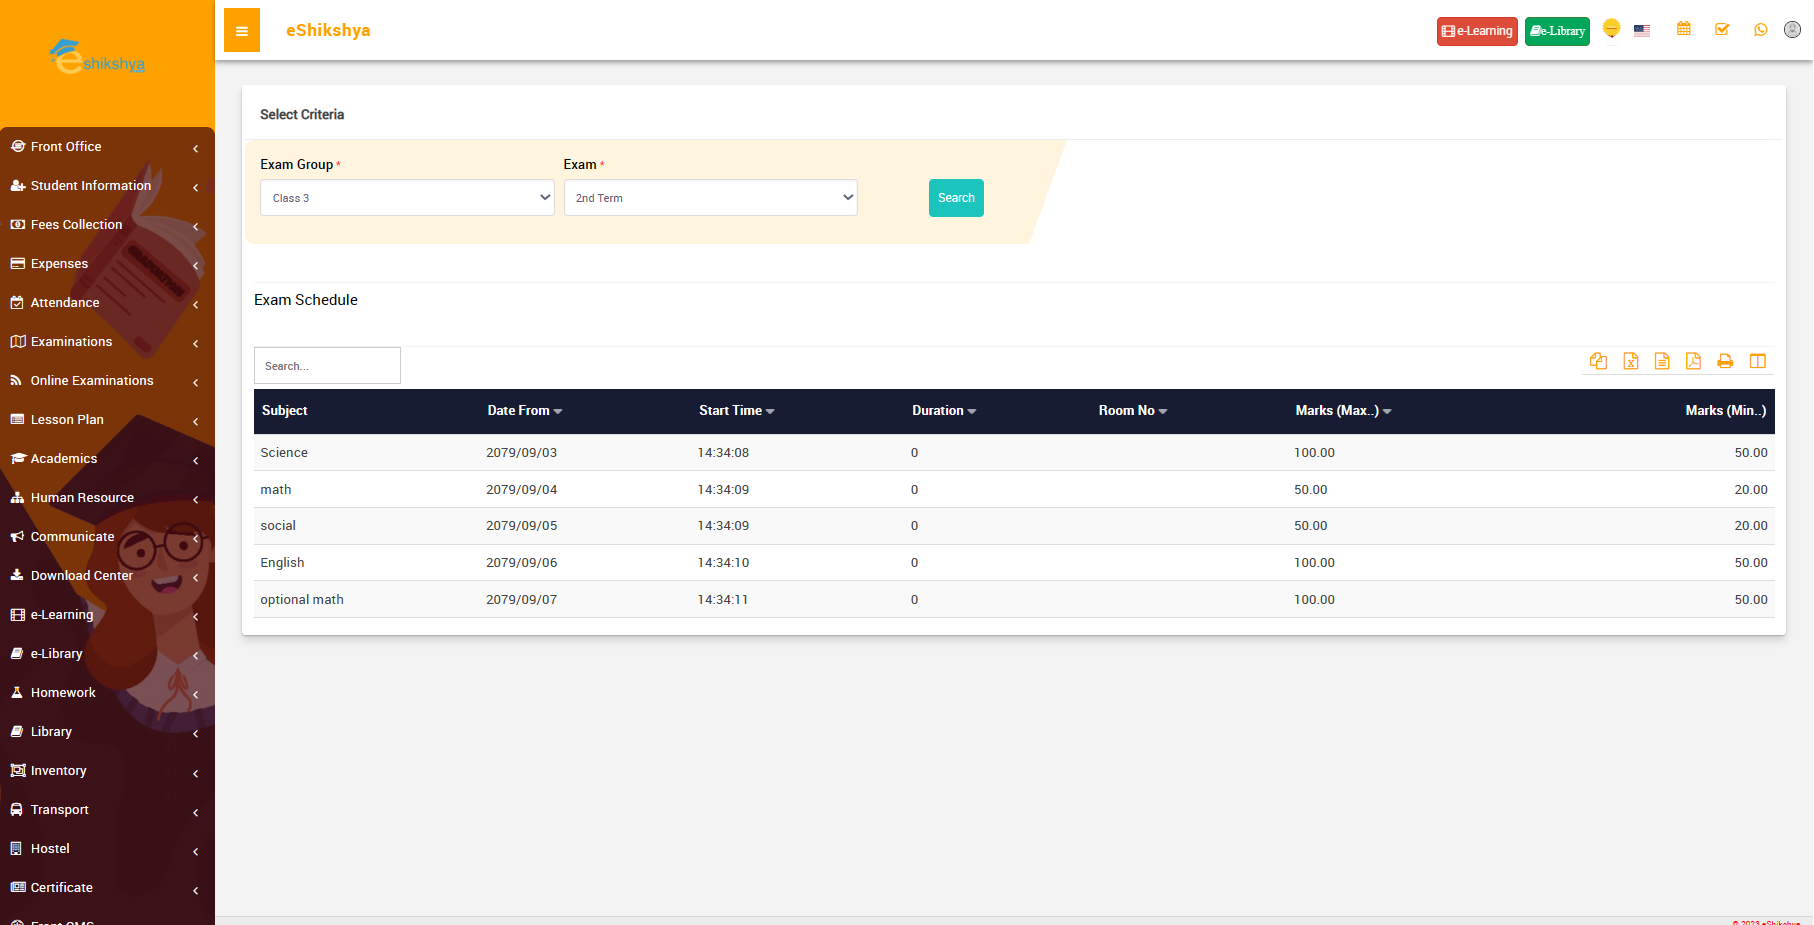 eshikshya
eShikshya
e-Learning
e-Library
Front Office
Student Information
Fees Collection
Expenses
Attendance
Examinations
Online Examinations
Lesson Plan
Academics
Human Resource
Communicate
Download Center
e-Learning
e-Library
Homework
Library
Inventory
Transport
Hostel
Certificate
Front CMS
GRADUATION
Select Criteria
Exam Group *
Exam *
Class 3
2nd Term
Search
Exam Schedule
Search...
Subject Date From Start Time Duration Room No Marks (Max..) Marks (Min..)
Science 2079/09/03 14:34:08 0 100.00 50.00
math 2079/09/04 14:34:09 0 50.00 20.00
social 2079/09/05 14:34:09 0 50.00 20.00
English 2079/09/06 14:34:10 0 100.00 50.00
optional math 2079/09/07 14:34:11 0 100.00 50.00
© 2023 eShikshya